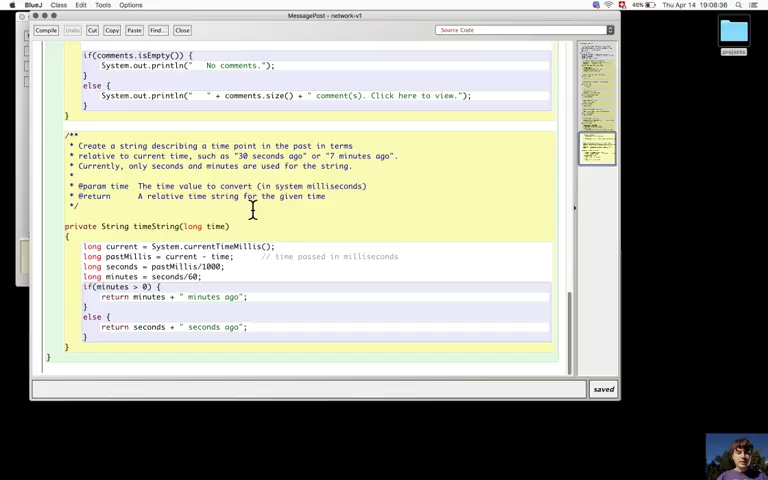 BlueJ Class Edit Tools Options
46% Thu Apr 14 19:08:36
MessagePost - network-v1
Compile Undo Cut Copy Paste Find... Close
Source Code
if(comments.isEmpty()) {
System.out.println("   No comments.");
}
else {
System.out.println("   " + comments.size() + " comment(s). Click here to view.");
}
}
/**
* Create a string describing a time point in the past in terms
* relative to current time, such as "30 seconds ago" or "7 minutes ago".
* Currently, only seconds and minutes are used for the string.
*
* @param time  The time value to convert (in system milliseconds)
* @return      A relative time string for the given time
*/
private String timeString(long time)
{
long current = System.currentTimeMillis();
long pastMillis = current - time;      // time passed in milliseconds
long seconds = pastMillis/1000;
long minutes = seconds/60;
if(minutes > 0) {
return minutes + " minutes ago";
}
else {
return seconds + " seconds ago";
}
}
}
saved
projects